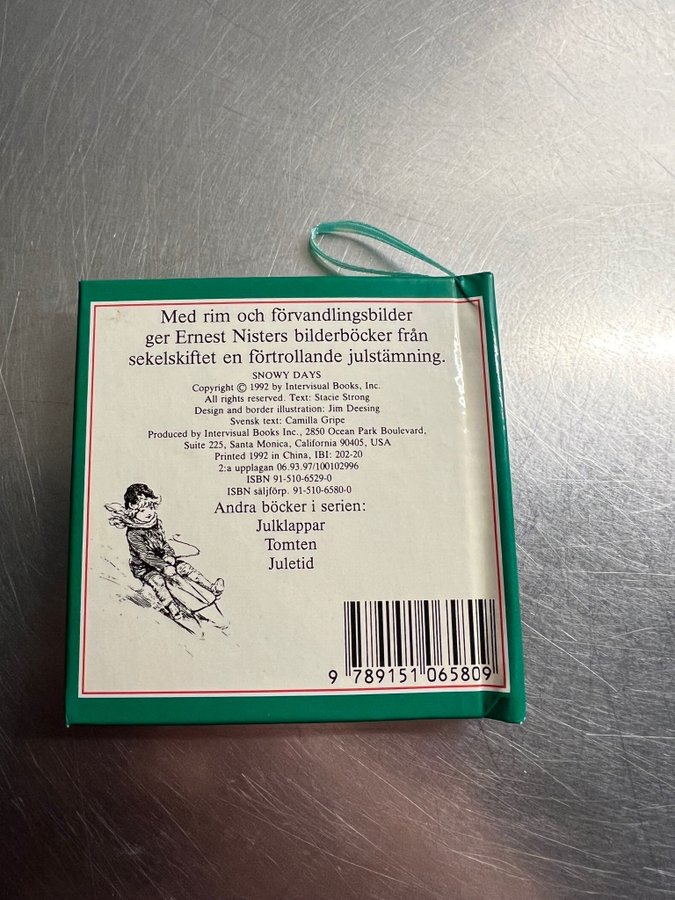 Med rim och förvandlingsbilder
ger Ernest Nisters bilderböcker från
sekelskiftet en förtrollande julstämning.
SNOWY DAYS
Copyright © 1992 by Intervisual Books, Inc.
All rights reserved. Text: Stacie Strong
Design and border illustration: Jim Deesing
Svensk text: Camilla Gripe
Produced by Intervisual Books Inc., 2850 Ocean Park Boulevard,
Suite 225, Santa Monica, California 90405, USA
Printed 1992 in China, IBI: 202-20
2:a upplagan 06.93.97/100102996
ISBN 91-510-6529-0
ISBN säljförp. 91-510-6580-0
Andra böcker i serien:
Julklappar
Tomten
Juletid
9 789151 065809